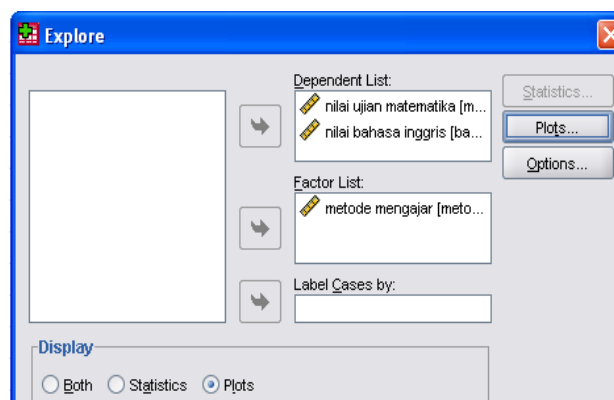 Explore
Dependent List:
nilai ujian matematika [m...
nilai bahasa inggris [ba...
Statistics...
Plots...
Options...
Factor List:
metode mengajar [meto...
Label Cases by:
Display
Both Statistics Plots